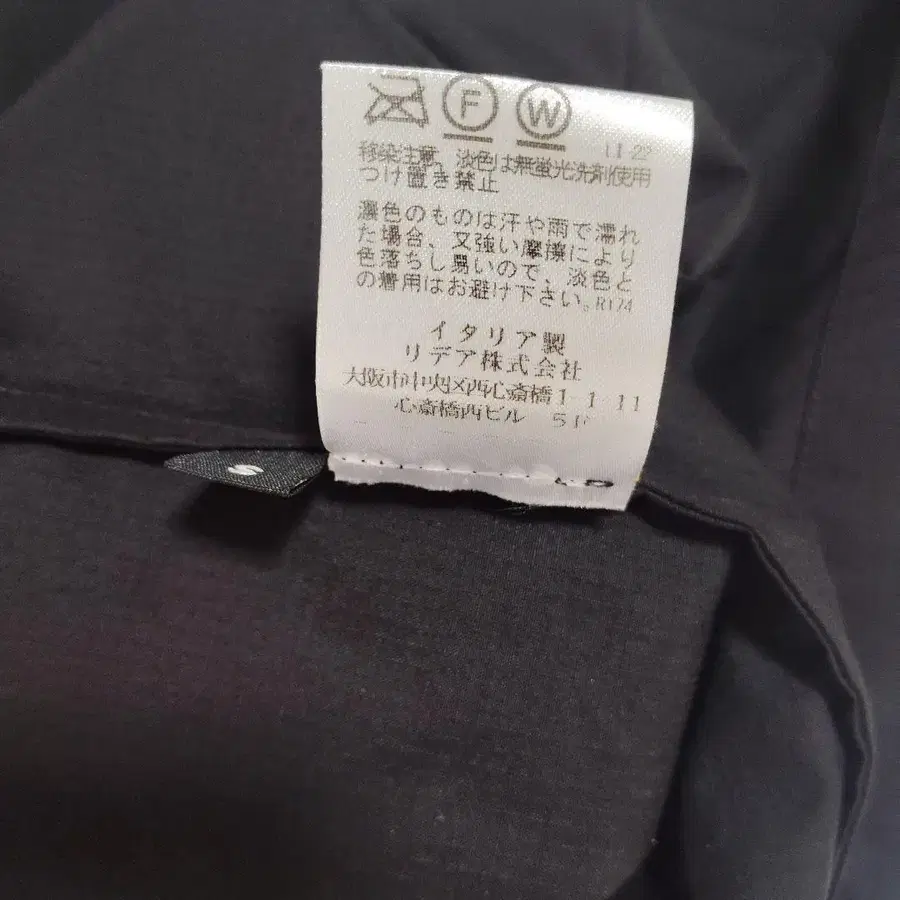 F W
11-22
移染注意、淡色は無蛍光洗剤使用
つけ置き禁止
濃色のものは汗や雨で濡れ
た場合、又強い摩擦により
色落ちし易いので、淡色と
の着用はお避け下さい。R174
イタリア製
リデア株式会社
大阪市中央区西心斎橋1-1-11
心斎橋西ビル 5F
S